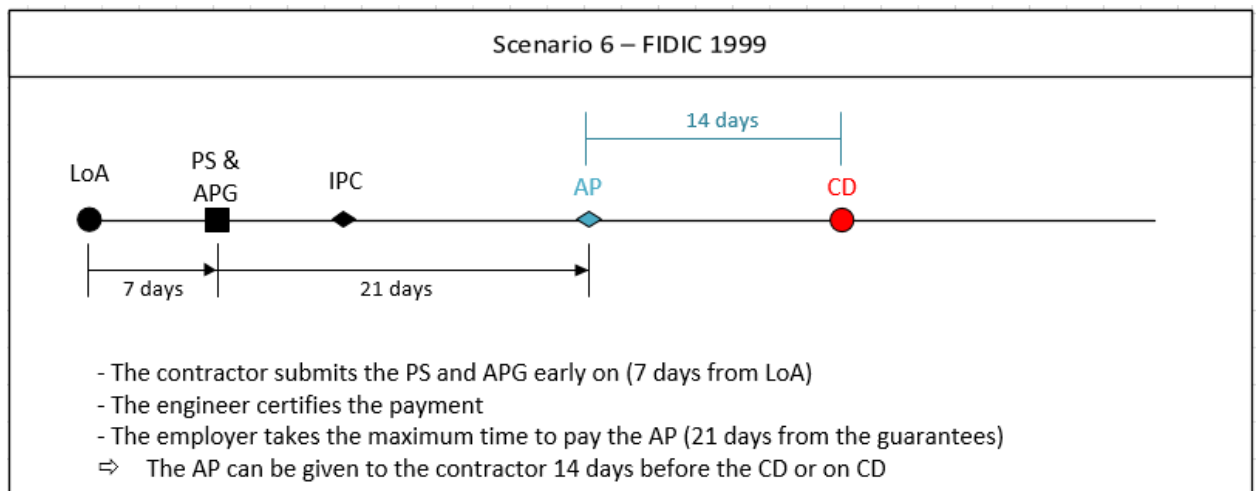 Scenario 6 – FIDIC 1999
14 days
LoA
PS &
APG
IPC
AP
CD
7 days
21 days
- The contractor submits the PS and APG early on (7 days from LoA)
- The engineer certifies the payment
- The employer takes the maximum time to pay the AP (21 days from the guarantees)
⇨ The AP can be given to the contractor 14 days before the CD or on CD